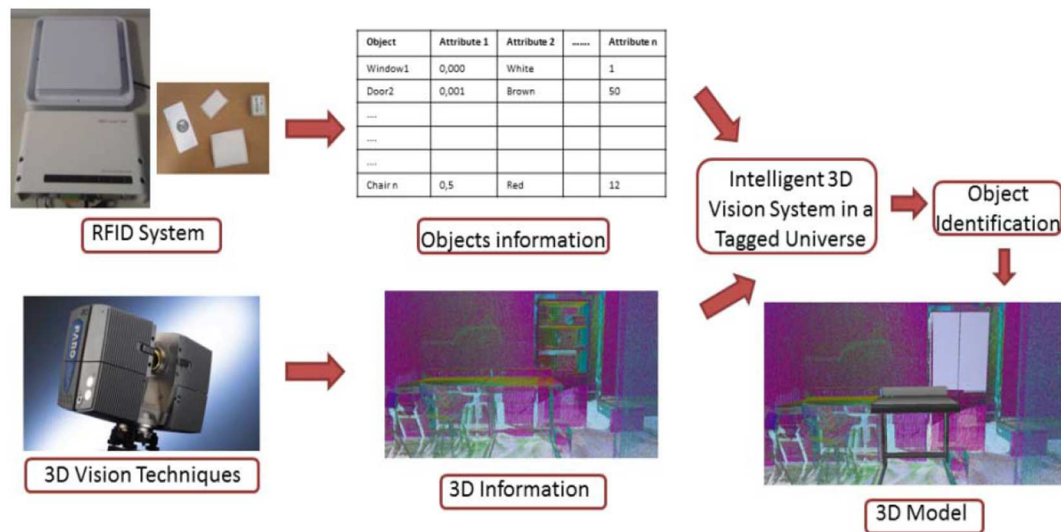 Object Attribute 1 Attribute 2 ....... Attribute n
Window1 0,000 White 1
Door2 0,001 Brown 50
....
....
....
Chair n 0,5 Red 12
RFID System
Objects information
Intelligent 3D
Vision System in a
Tagged Universe
Object
Identification
FARO
3D Vision Techniques
3D Information
3D Model